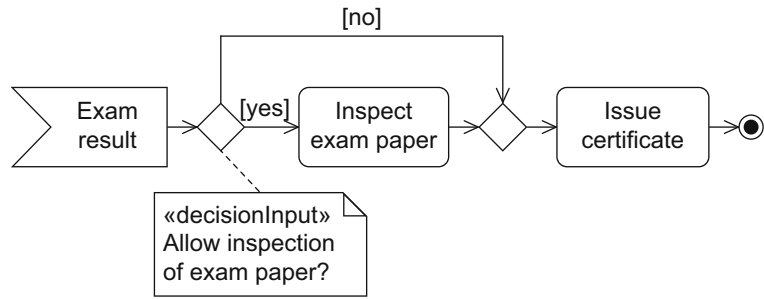 [no]
Exam
result
[yes]
Inspect
exam paper
Issue
certificate
«decisionInput»
Allow inspection
of exam paper?